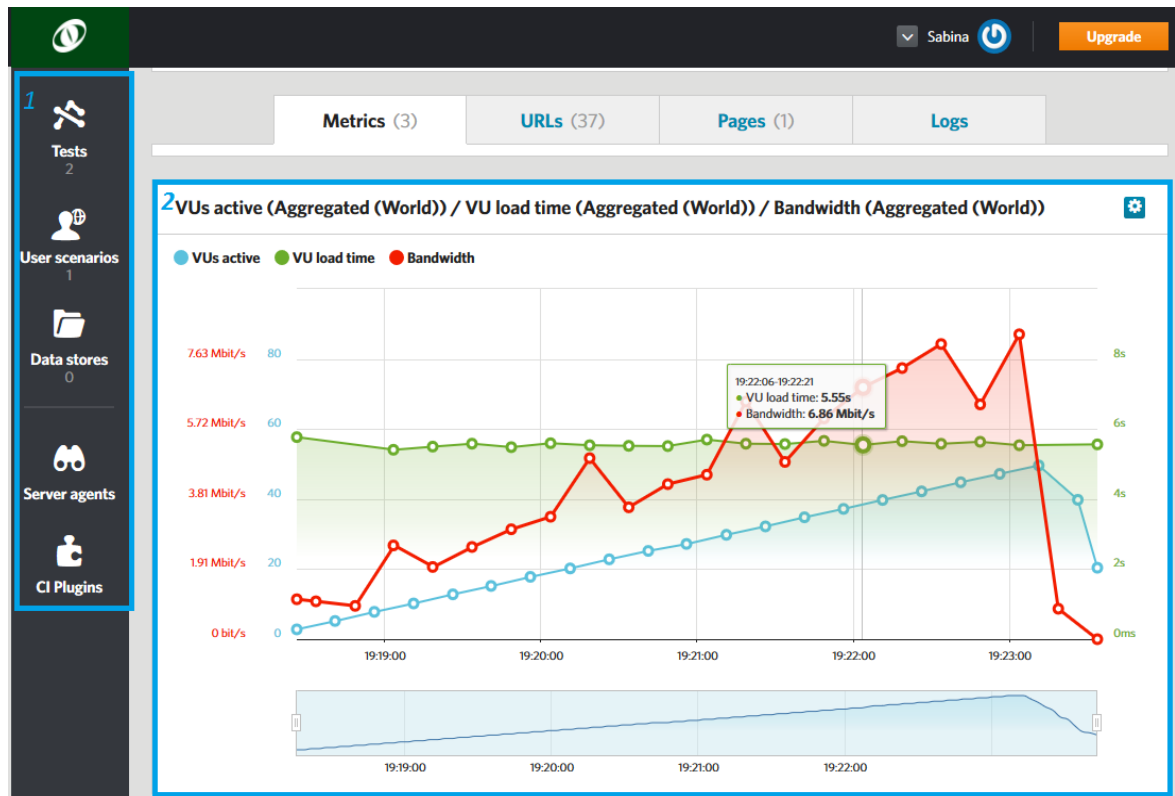 Sabina
Upgrade
1
Tests
2
User scenarios
1
Data stores
0
Server agents
CI Plugins
Metrics (3)
URLs (37)
Pages (1)
Logs
2
VUs active (Aggregated (World)) / VU load time (Aggregated (World)) / Bandwidth (Aggregated (World))
VUs active
VU load time
Bandwidth
7.63 Mbit/s 80 8s
5.72 Mbit/s 60 6s
3.81 Mbit/s 40 4s
1.91 Mbit/s 20 2s
0 bit/s 0 0ms
19:22:06-19:22:21
VU load time: 5.55s
Bandwidth: 6.86 Mbit/s
19:19:00 19:20:00 19:21:00 19:22:00 19:23:00
19:19:00 19:20:00 19:21:00 19:22:00